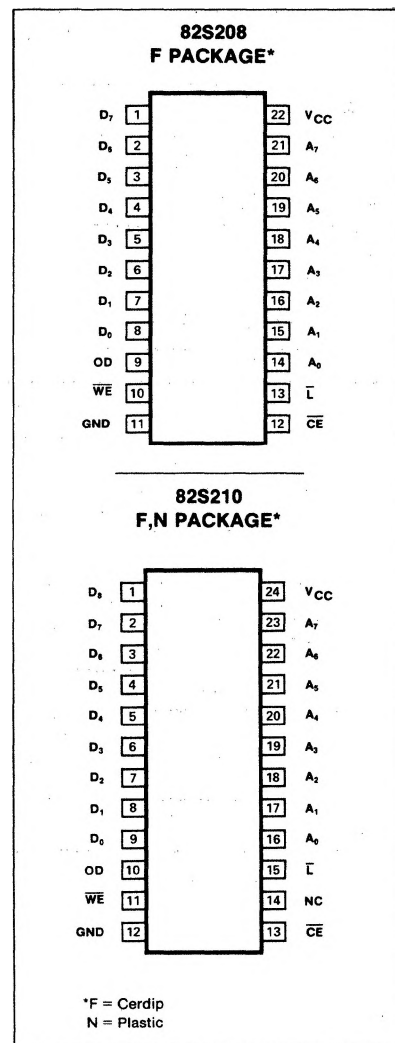 82S208
F PACKAGE*
D₇ 1 22 VCC
D₆ 2 21 A₇
D₅ 3 20 A₆
D₄ 4 19 A₅
D₃ 5 18 A₄
D₂ 6 17 A₃
D₁ 7 16 A₂
D₀ 8 15 A₁
OD 9 14 A₀
W̅E̅ 10 13 L̅
GND 11 12 C̅E̅
82S210
F,N PACKAGE*
D₈ 1 24 VCC
D₇ 2 23 A₇
D₆ 3 22 A₆
D₅ 4 21 A₅
D₄ 5 20 A₄
D₃ 6 19 A₃
D₂ 7 18 A₂
D₁ 8 17 A₁
D₀ 9 16 A₀
OD 10 15 L̅
W̅E̅ 11 14 NC
GND 12 13 C̅E̅
*F = Cerdip
N = Plastic